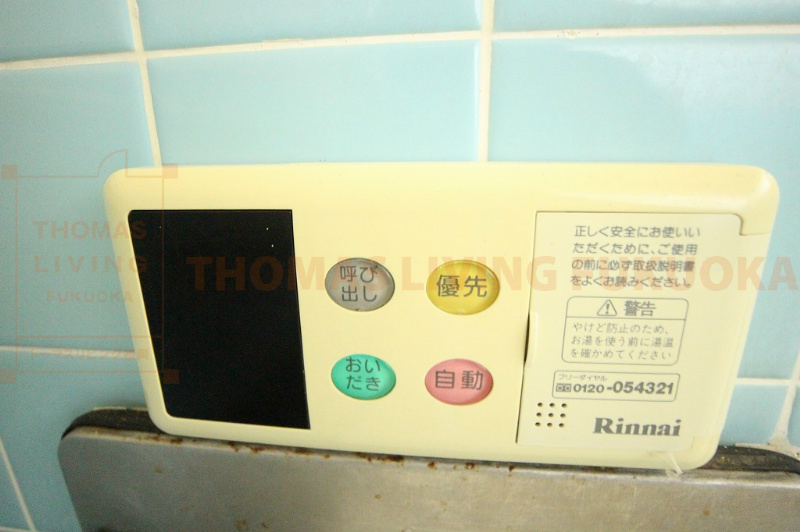 THOMAS
LIVING
FUKUOKA
THOMAS LIVING FUKUOKA
呼び
出し
優先
おい
だき
自動
正しく安全にお使いい
ただくために、ご使用
の前に必ず取扱説明書
をよくお読みください。
警告
やけど防止のため、
お湯を使う前に湯温
を確かめてください
フリーダイヤル
0120-054321
Rinnai